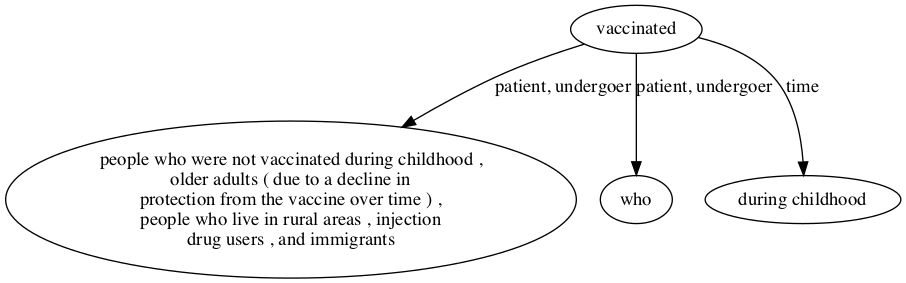 vaccinated
patient, undergoer patient, undergoer time
people who were not vaccinated during childhood ,
older adults ( due to a decline in
protection from the vaccine over time ) ,
people who live in rural areas , injection
drug users , and immigrants
who
during childhood